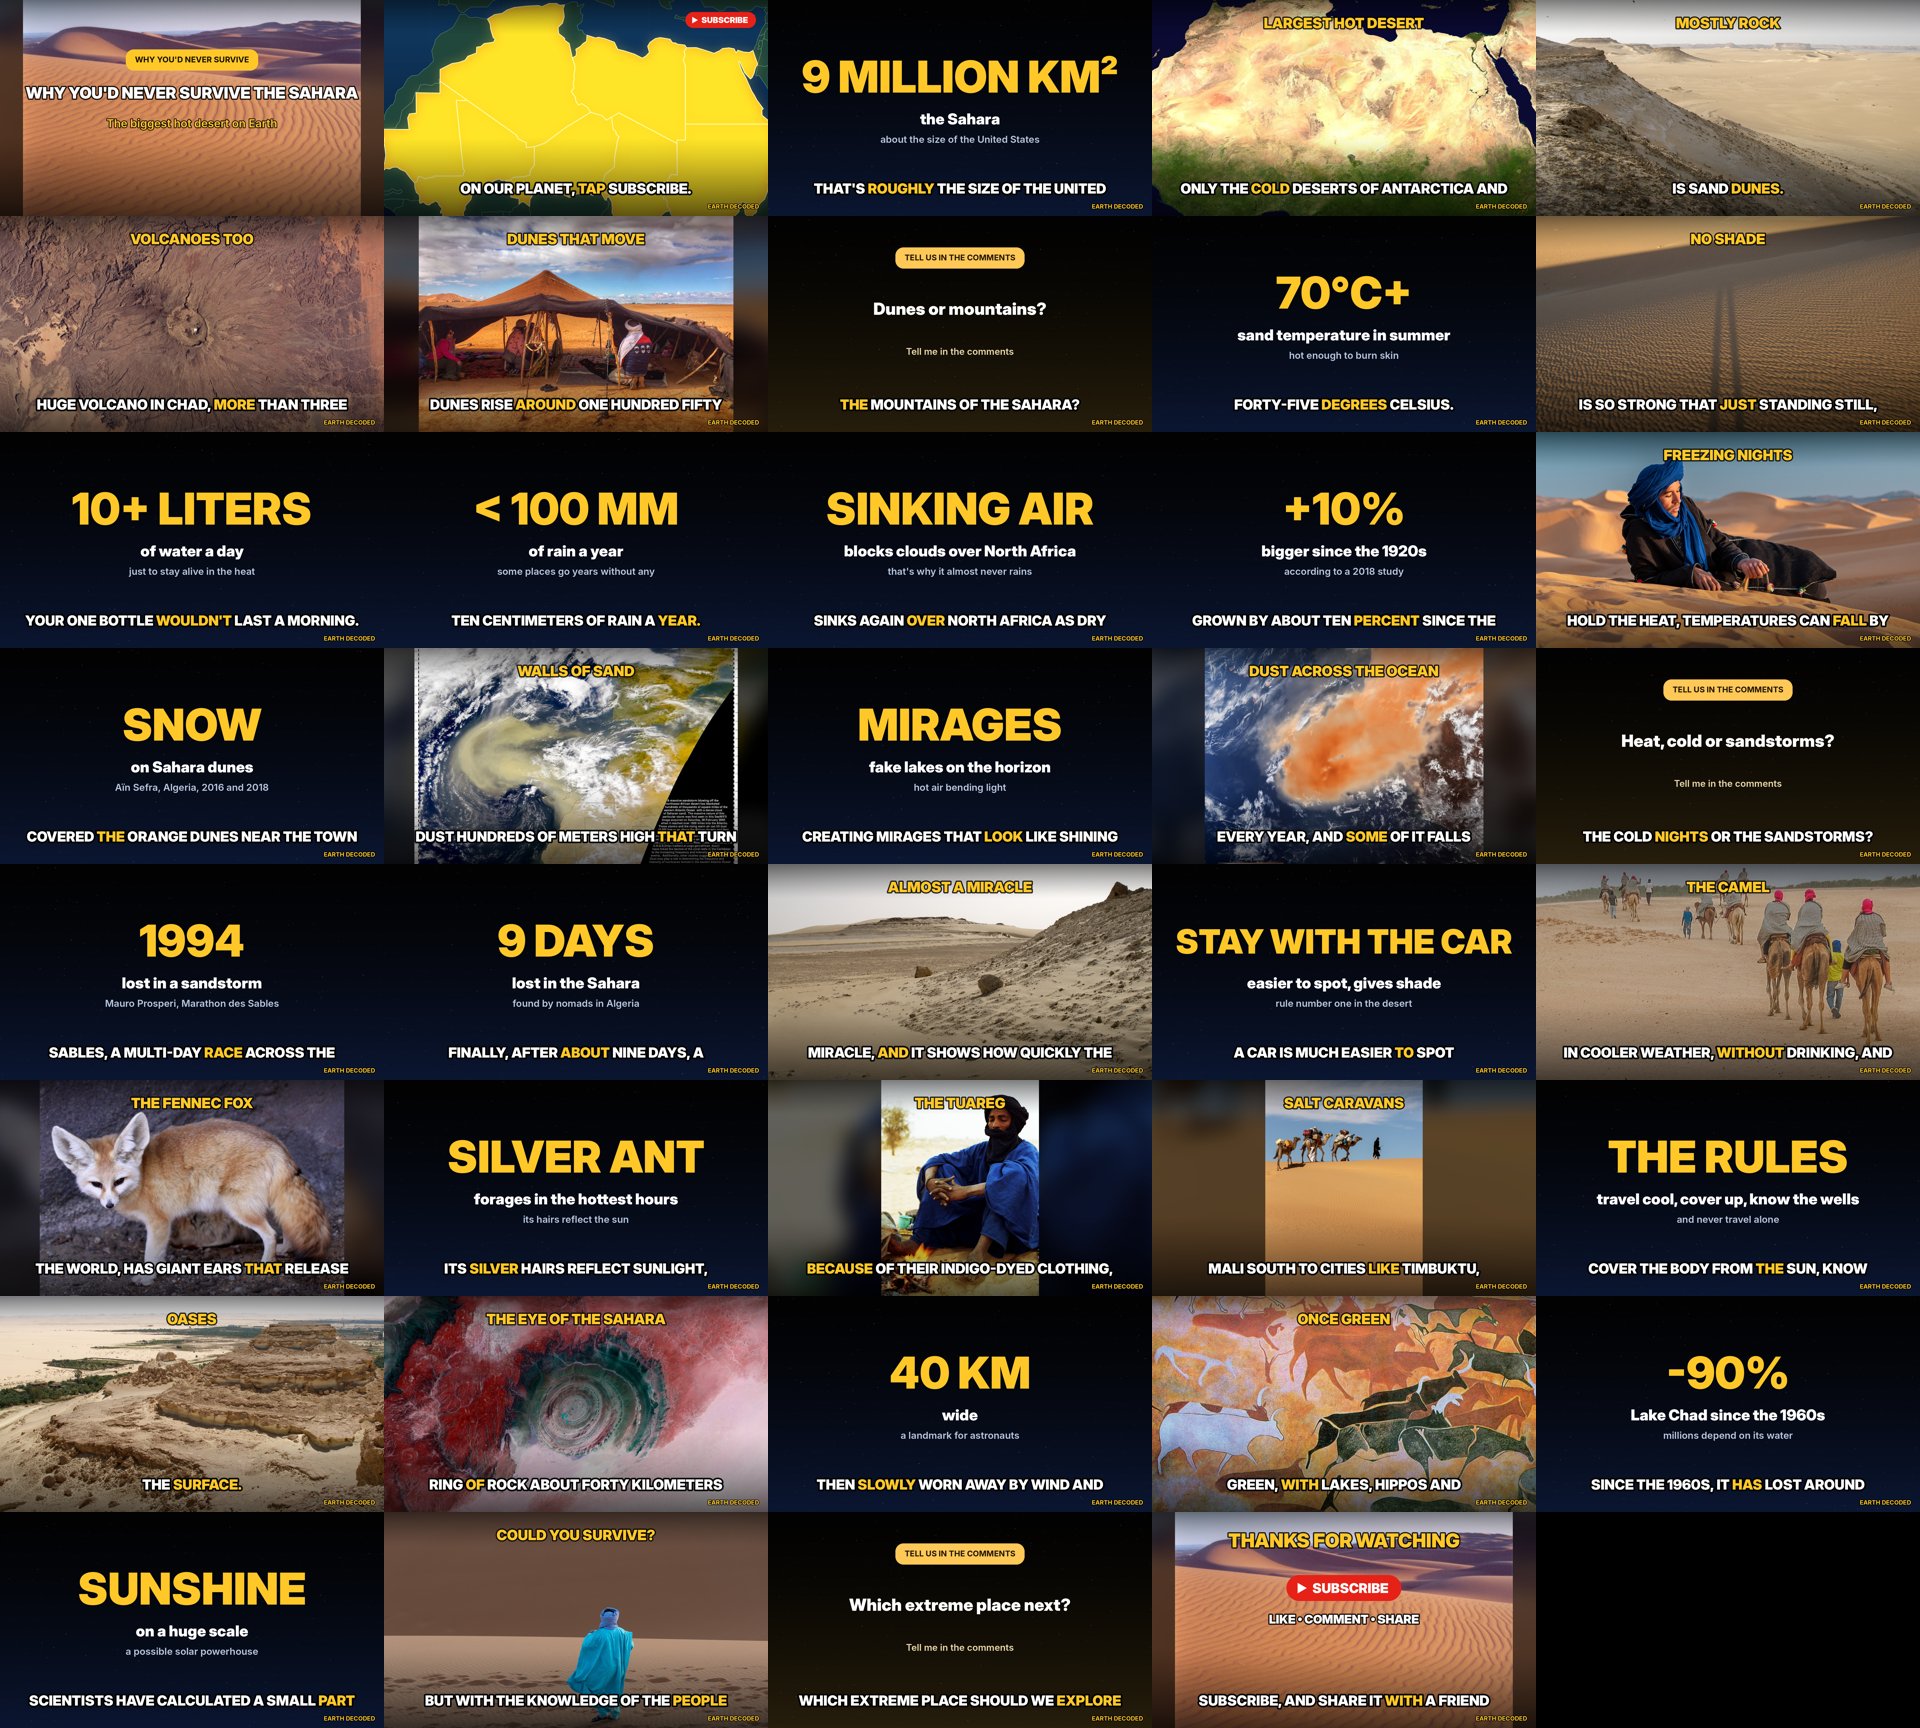 WHY YOU'D NEVER SURVIVE
WHY YOU'D NEVER SURVIVE THE SAHARA
The biggest hot desert on Earth
SUBSCRIBE
ON OUR PLANET, TAP SUBSCRIBE.
EARTH DECODED
9 MILLION KM²
the Sahara
about the size of the United States
THAT'S ROUGHLY THE SIZE OF THE UNITED
EARTH DECODED
LARGEST HOT DESERT
ONLY THE COLD DESERTS OF ANTARCTICA AND
EARTH DECODED
MOSTLY ROCK
IS SAND DUNES.
EARTH DECODED
VOLCANOES TOO
HUGE VOLCANO IN CHAD, MORE THAN THREE
EARTH DECODED
DUNES THAT MOVE
DUNES RISE AROUND ONE HUNDRED FIFTY
EARTH DECODED
TELL US IN THE COMMENTS
Dunes or mountains?
Tell me in the comments
THE MOUNTAINS OF THE SAHARA?
EARTH DECODED
70°C+
sand temperature in summer
hot enough to burn skin
FORTY-FIVE DEGREES CELSIUS.
EARTH DECODED
NO SHADE
IS SO STRONG THAT JUST STANDING STILL,
EARTH DECODED
10+ LITERS
of water a day
just to stay alive in the heat
YOUR ONE BOTTLE WOULDN'T LAST A MORNING.
EARTH DECODED
< 100 MM
of rain a year
some places go years without any
TEN CENTIMETERS OF RAIN A YEAR.
EARTH DECODED
SINKING AIR
blocks clouds over North Africa
that's why it almost never rains
SINKS AGAIN OVER NORTH AFRICA AS DRY
EARTH DECODED
+10%
bigger since the 1920s
according to a 2018 study
GROWN BY ABOUT TEN PERCENT SINCE THE
EARTH DECODED
FREEZING NIGHTS
HOLD THE HEAT, TEMPERATURES CAN FALL BY
EARTH DECODED
SNOW
on Sahara dunes
Aïn Sefra, Algeria, 2016 and 2018
COVERED THE ORANGE DUNES NEAR THE TOWN
EARTH DECODED
WALLS OF SAND
DUST HUNDREDS OF METERS HIGH THAT TURN
EARTH DECODED
MIRAGES
fake lakes on the horizon
hot air bending light
CREATING MIRAGES THAT LOOK LIKE SHINING
EARTH DECODED
DUST ACROSS THE OCEAN
EVERY YEAR, AND SOME OF IT FALLS
EARTH DECODED
TELL US IN THE COMMENTS
Heat, cold or sandstorms?
Tell me in the comments
THE COLD NIGHTS OR THE SANDSTORMS?
EARTH DECODED
1994
lost in a sandstorm
Mauro Prosperi, Marathon des Sables
SABLES, A MULTI-DAY RACE ACROSS THE
EARTH DECODED
9 DAYS
lost in the Sahara
found by nomads in Algeria
FINALLY, AFTER ABOUT NINE DAYS, A
EARTH DECODED
ALMOST A MIRACLE
MIRACLE, AND IT SHOWS HOW QUICKLY THE
EARTH DECODED
STAY WITH THE CAR
easier to spot, gives shade
rule number one in the desert
A CAR IS MUCH EASIER TO SPOT
EARTH DECODED
THE CAMEL
IN COOLER WEATHER, WITHOUT DRINKING, AND
EARTH DECODED
THE FENNEC FOX
THE WORLD, HAS GIANT EARS THAT RELEASE
EARTH DECODED
SILVER ANT
forages in the hottest hours
its hairs reflect the sun
ITS SILVER HAIRS REFLECT SUNLIGHT,
EARTH DECODED
THE TUAREG
BECAUSE OF THEIR INDIGO-DYED CLOTHING,
EARTH DECODED
SALT CARAVANS
MALI SOUTH TO CITIES LIKE TIMBUKTU,
EARTH DECODED
THE RULES
travel cool, cover up, know the wells
and never travel alone
COVER THE BODY FROM THE SUN, KNOW
EARTH DECODED
OASES
THE SURFACE.
EARTH DECODED
THE EYE OF THE SAHARA
RING OF ROCK ABOUT FORTY KILOMETERS
EARTH DECODED
40 KM
wide
a landmark for astronauts
THEN SLOWLY WORN AWAY BY WIND AND
EARTH DECODED
ONCE GREEN
GREEN, WITH LAKES, HIPPOS AND
EARTH DECODED
-90%
Lake Chad since the 1960s
millions depend on its water
SINCE THE 1960S, IT HAS LOST AROUND
EARTH DECODED
SUNSHINE
on a huge scale
a possible solar powerhouse
SCIENTISTS HAVE CALCULATED A SMALL PART
EARTH DECODED
COULD YOU SURVIVE?
BUT WITH THE KNOWLEDGE OF THE PEOPLE
EARTH DECODED
TELL US IN THE COMMENTS
Which extreme place next?
Tell me in the comments
WHICH EXTREME PLACE SHOULD WE EXPLORE
EARTH DECODED
THANKS FOR WATCHING
SUBSCRIBE
LIKE • COMMENT • SHARE
SUBSCRIBE, AND SHARE IT WITH A FRIEND
EARTH DECODED